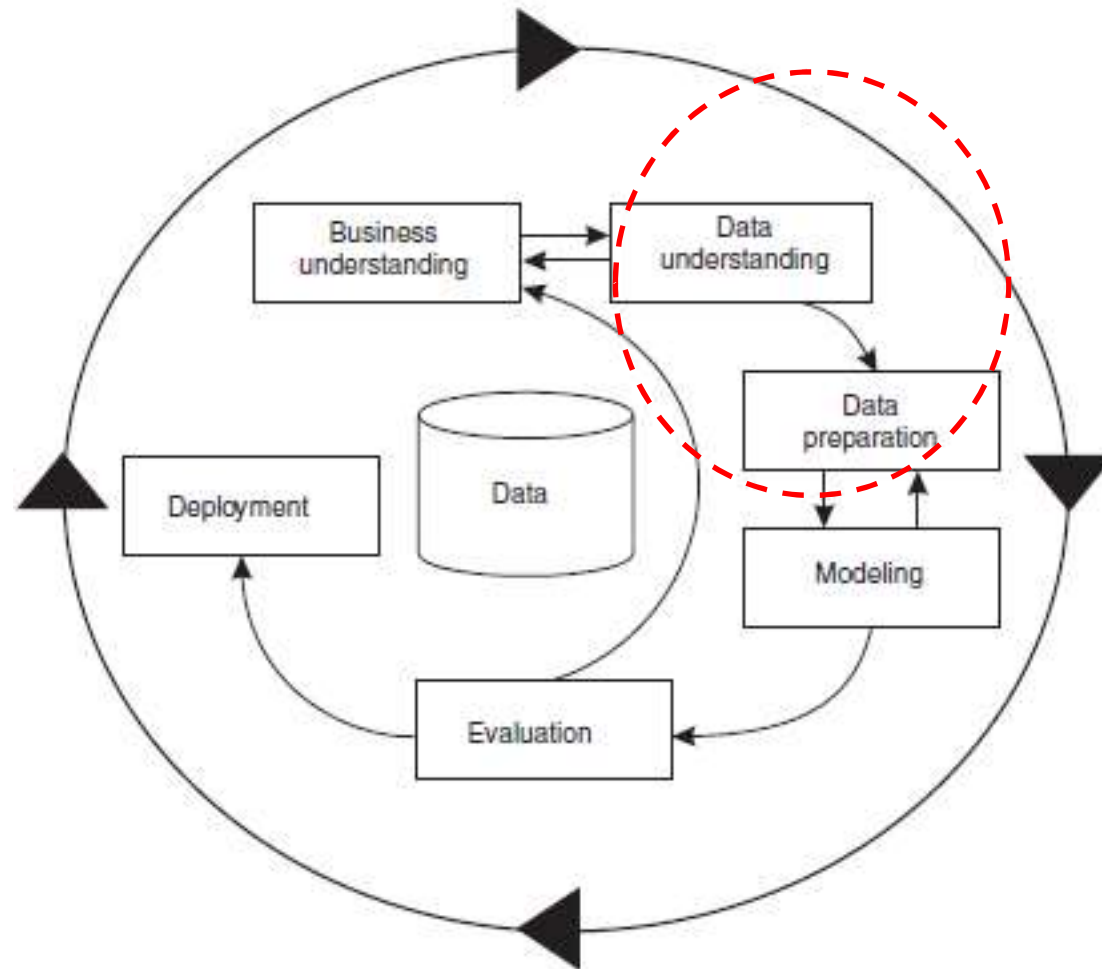 Business
understanding
Data
understanding
Data
preparation
Data
Deployment
Modeling
Evaluation